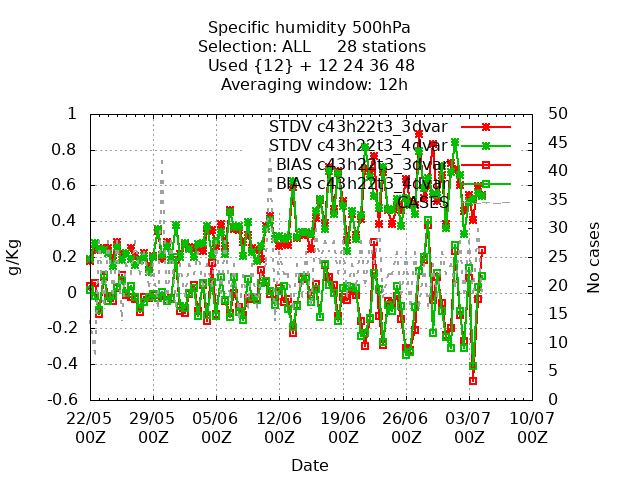 Specific humidity 500hPa
Selection: ALL 28 stations
Used {12} + 12 24 36 48
Averaging window: 12h
STDV c43h22t3_3dvar
STDV c43h22t3_4dvar
BIAS c43h22t3_3dvar
BIAS c43h22t3_4dvar
CASES
g/Kg
1
0.8
0.6
0.4
0.2
0
-0.2
-0.4
-0.6
No cases
50
45
40
35
30
25
20
15
10
5
0
22/05 29/05 05/06 12/06 19/06 26/06 03/07 10/07
00Z 00Z 00Z 00Z 00Z 00Z 00Z 00Z
Date